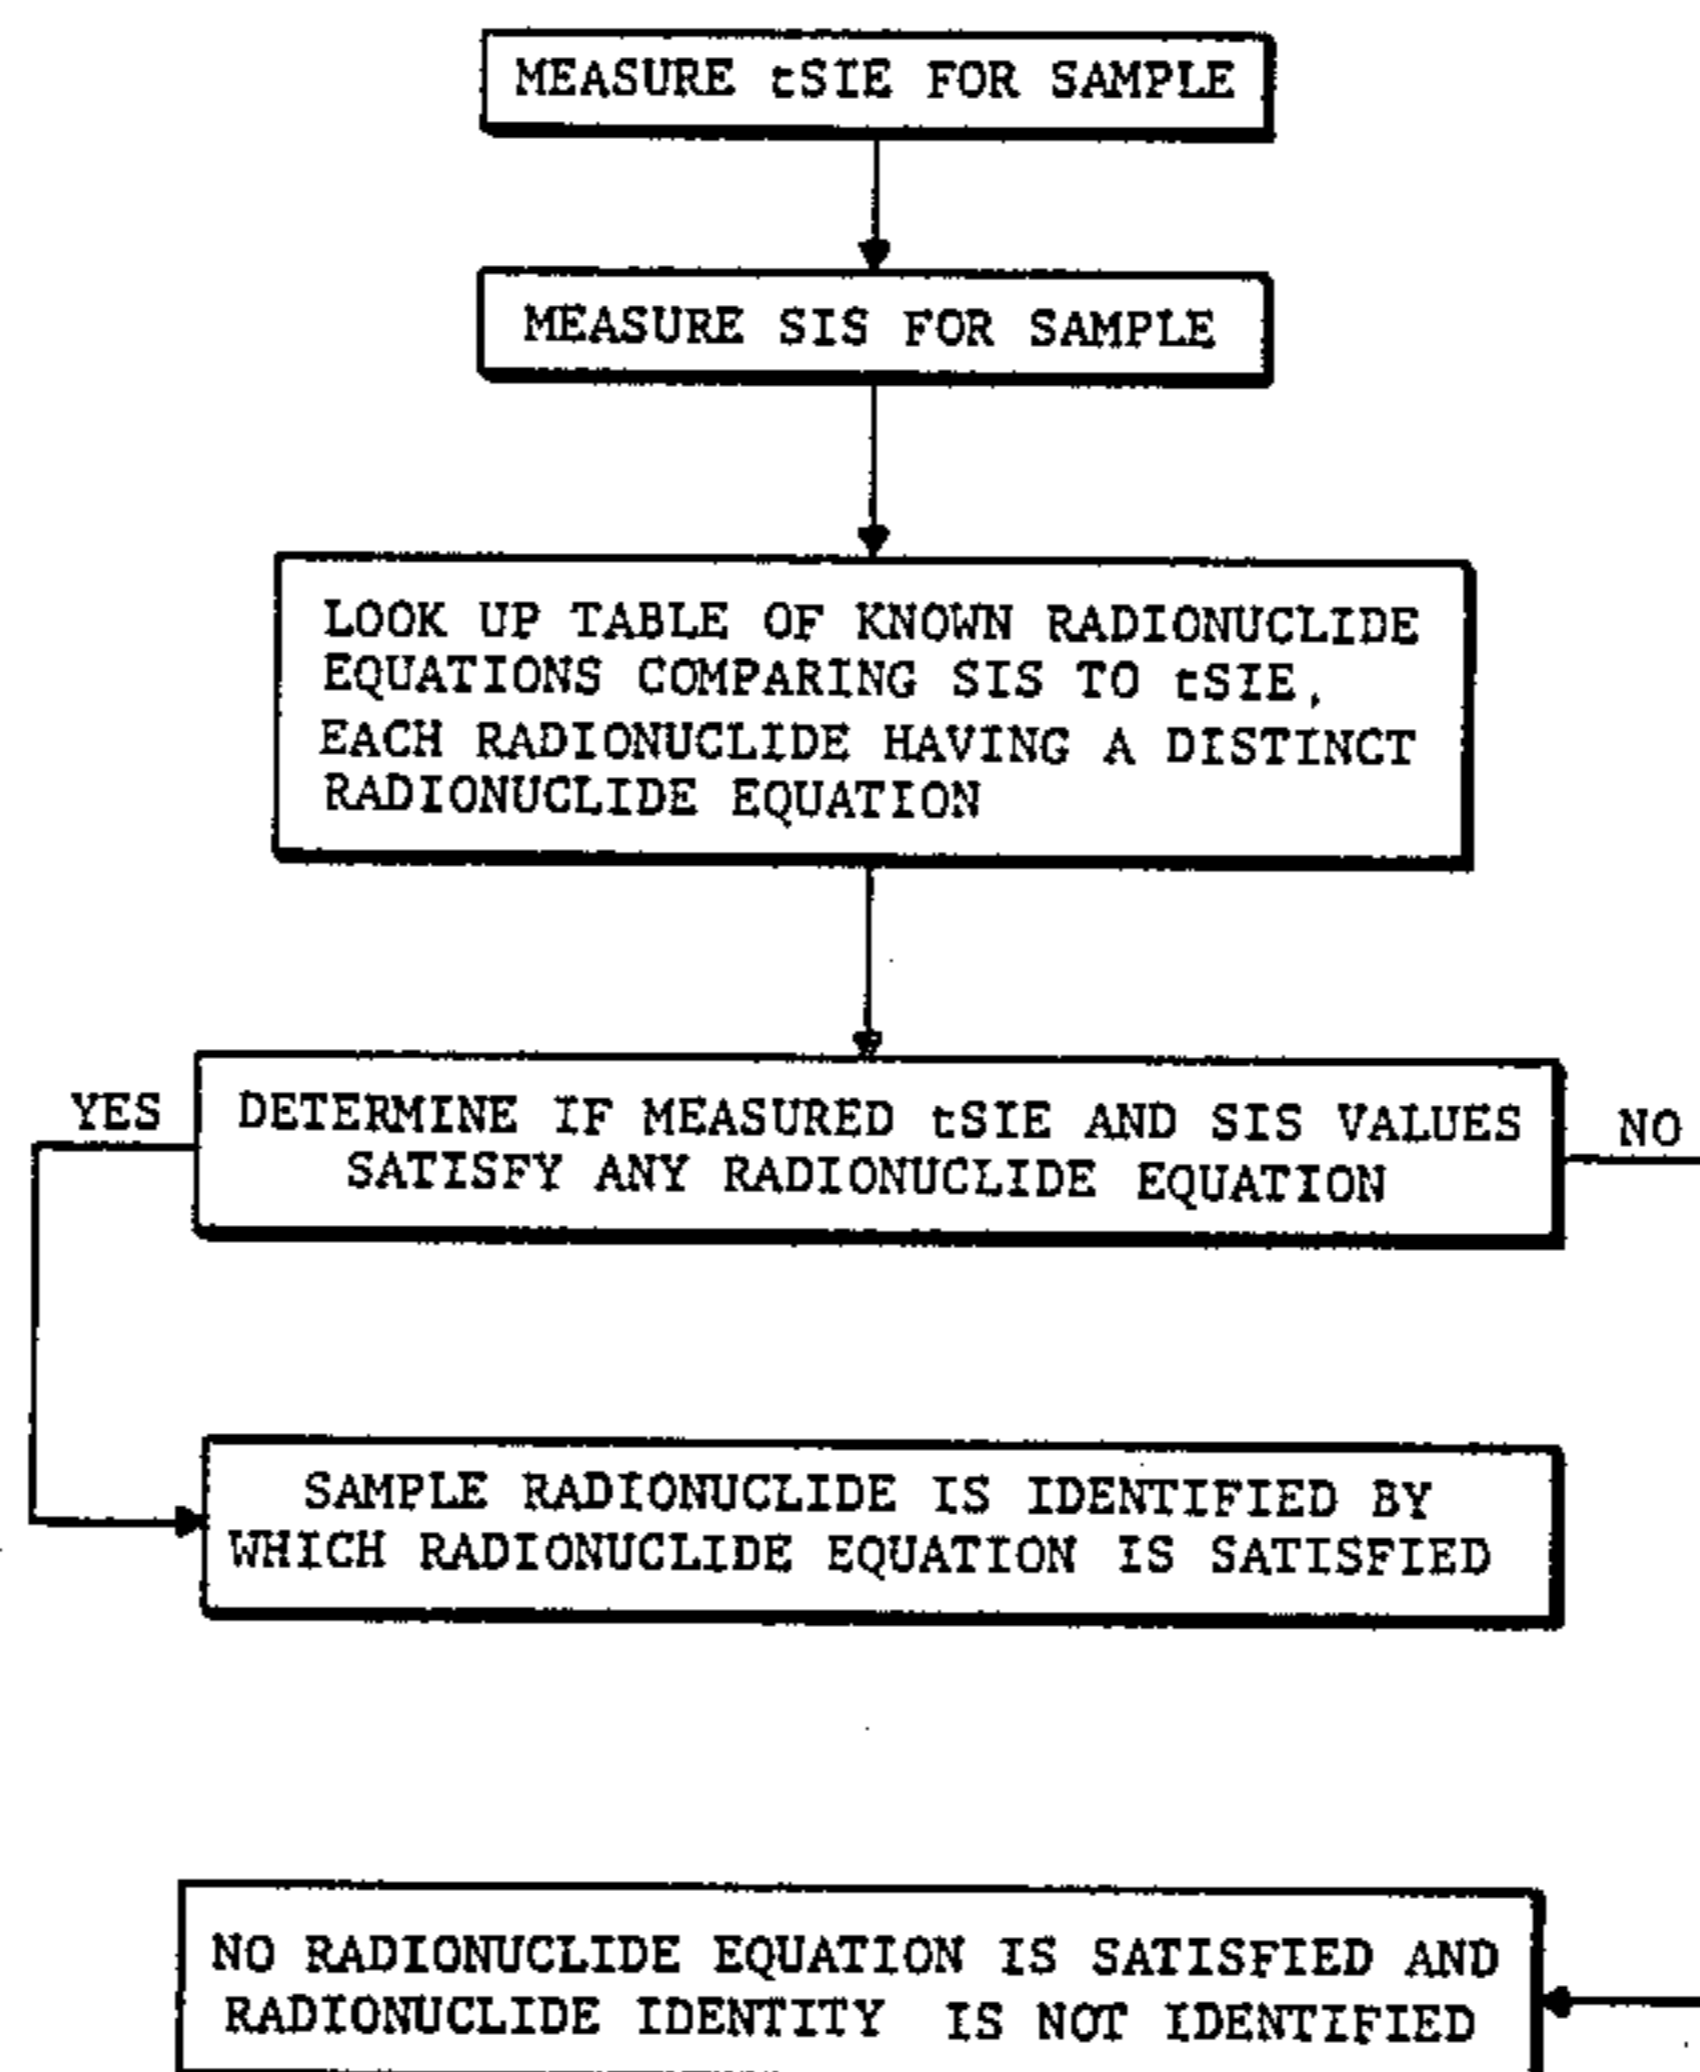 MEASURE tSIE FOR SAMPLE
MEASURE SIS FOR SAMPLE
LOOK UP TABLE OF KNOWN RADIONUCLIDE
EQUATIONS COMPARING SIS TO tSIE,
EACH RADIONUCLIDE HAVING A DISTINCT
RADIONUCLIDE EQUATION
YES
DETERMINE IF MEASURED tSIE AND SIS VALUES
SATISFY ANY RADIONUCLIDE EQUATION
NO
SAMPLE RADIONUCLIDE IS IDENTIFIED BY
WHICH RADIONUCLIDE EQUATION IS SATISFIED
NO RADIONUCLIDE EQUATION IS SATISFIED AND
RADIONUCLIDE IDENTITY IS NOT IDENTIFIED